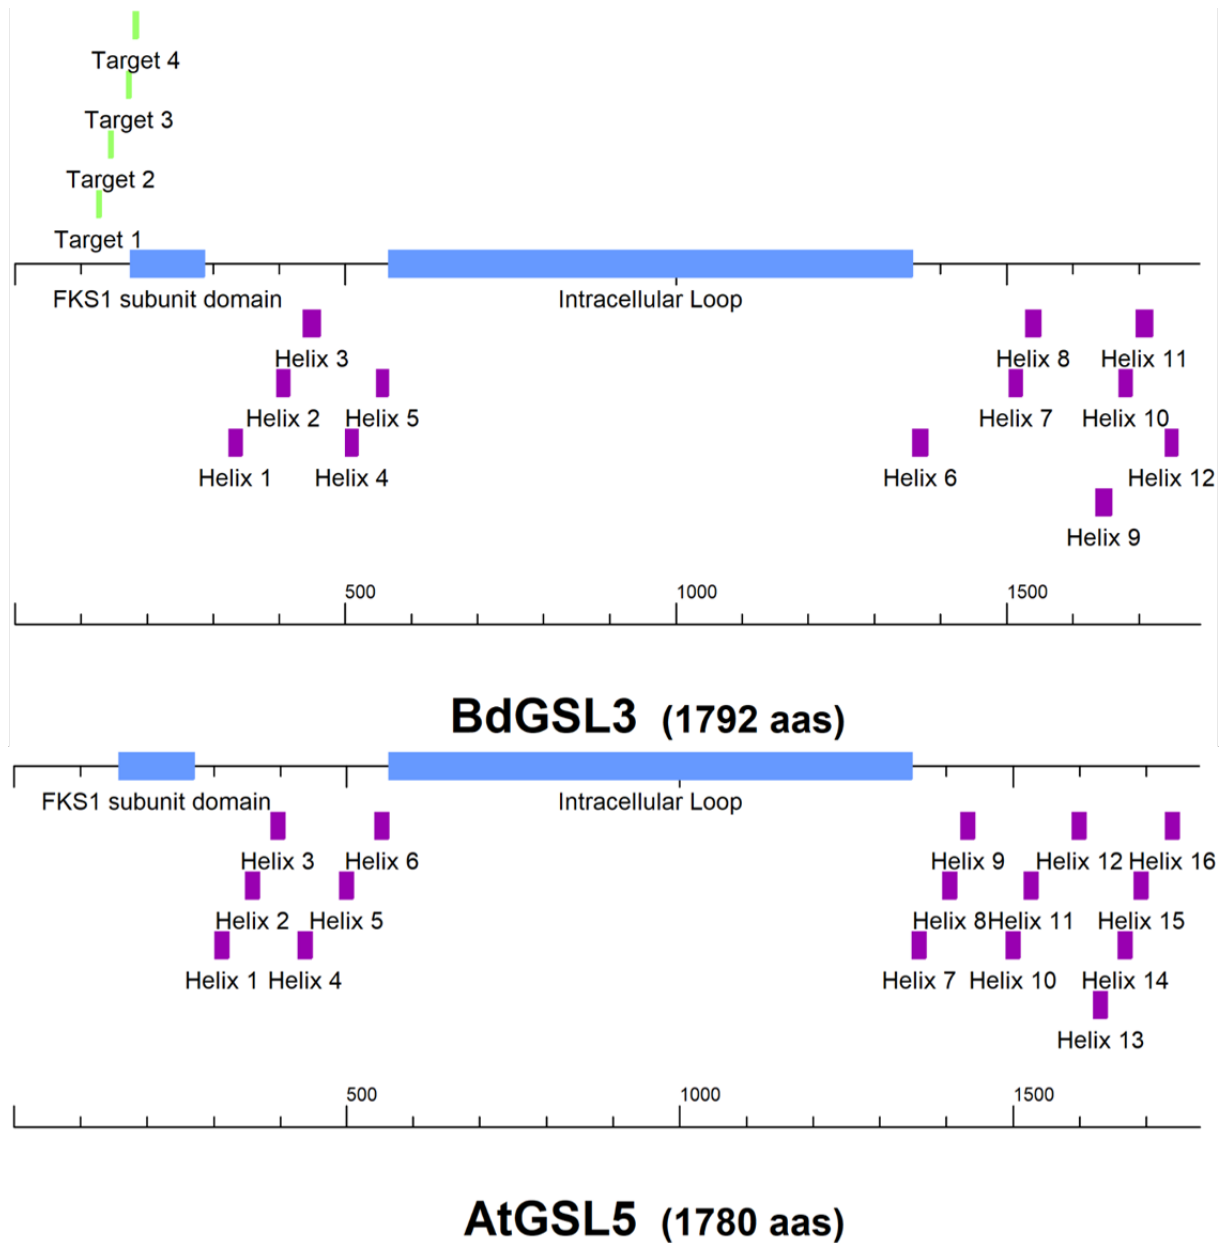 Target 4
Target 3
Target 2
Target 1
FKS1 subunit domain Intracellular Loop
Helix 3 Helix 8 Helix 11
Helix 2 Helix 5 Helix 7 Helix 10
Helix 1 Helix 4 Helix 6 Helix 12
Helix 9
500 1000 1500
BdGSL3 (1792 aas)
FKS1 subunit domain Intracellular Loop
Helix 3 Helix 6 Helix 9 Helix 12 Helix 16
Helix 2 Helix 5 Helix 8 Helix 11 Helix 15
Helix 1 Helix 4 Helix 7 Helix 10 Helix 14
Helix 13
500 1000 1500
AtGSL5 (1780 aas)